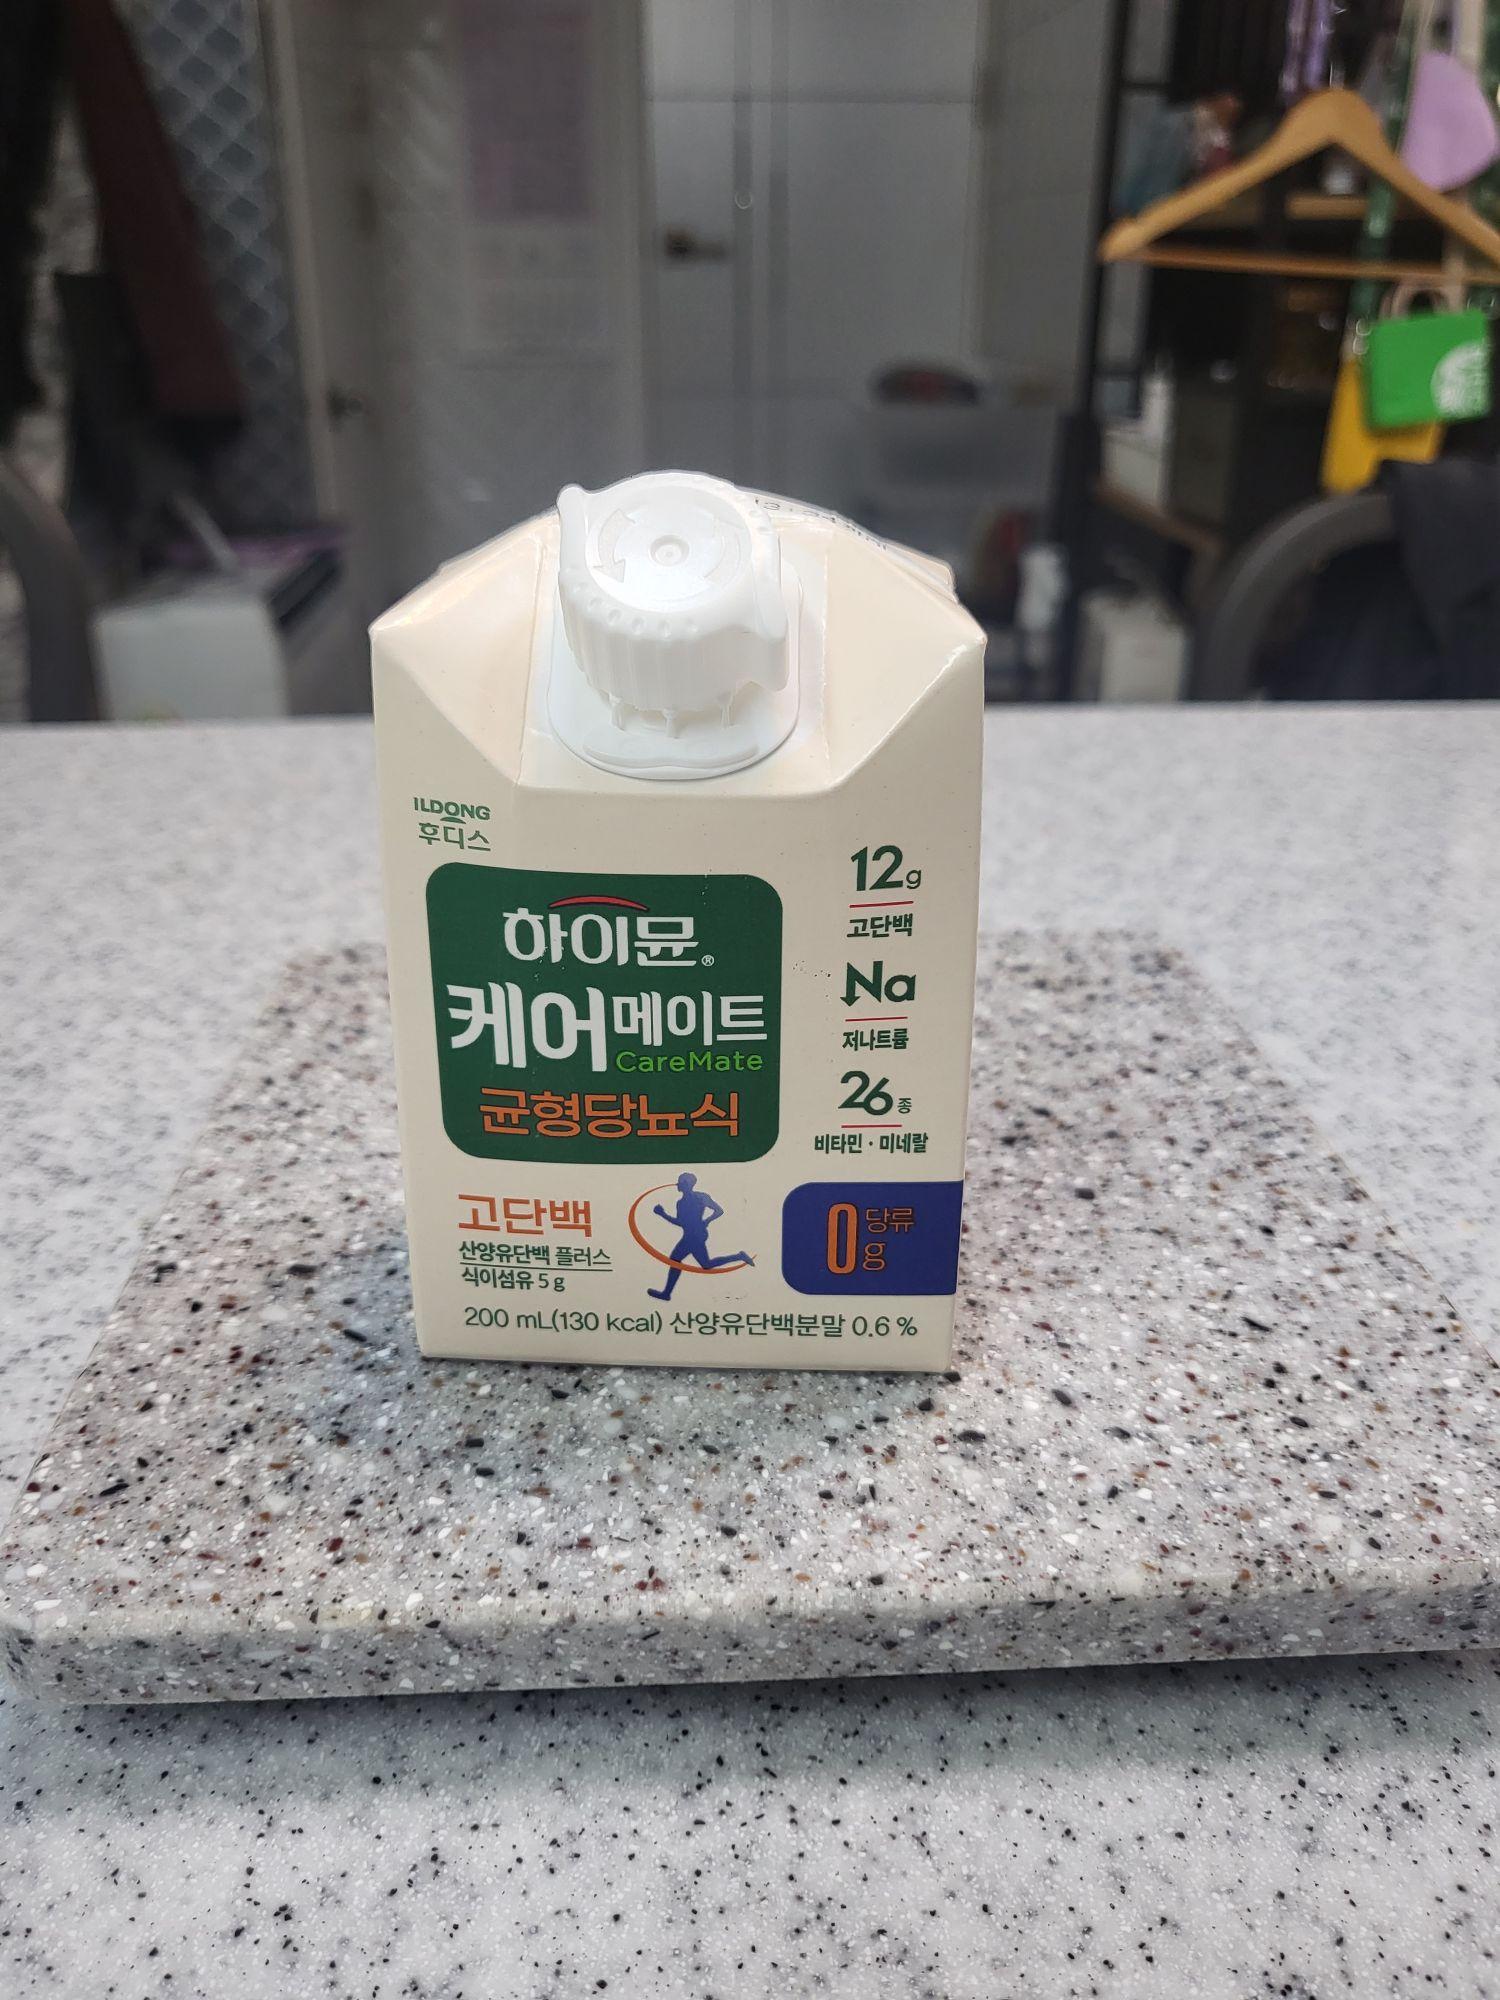 ILDONG
후디스
하이뮨®
케어메이트
CareMate
균형당뇨식
12g
고단백
Na
저나트륨
26종
비타민·미네랄
고단백
산양유단백 플러스
식이섬유 5 g
0g 당류
200 mL(130 kcal) 산양유단백분말 0.6 %